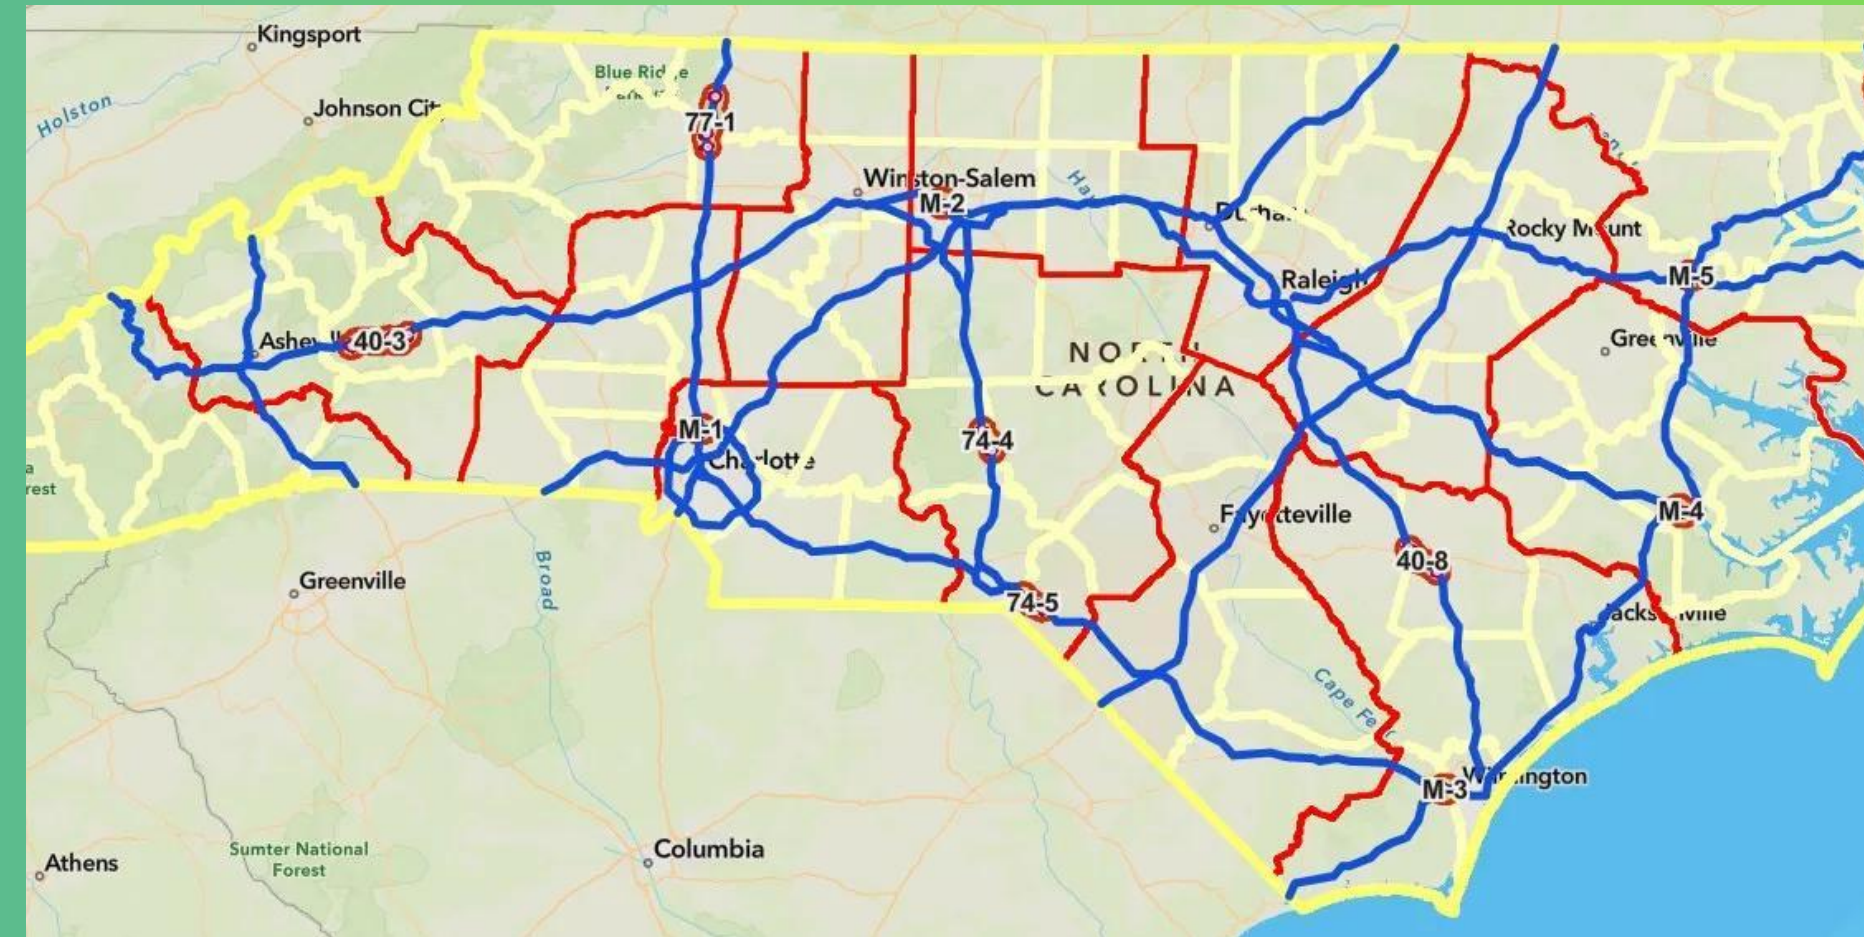 Kingsport
Blue Ridge
Holston
Johnson City
77-1
Winston-Salem
M-2
Durham
Rocky Mount
Raleigh
M-5
Asheville
40-3
Greenville
NORTH
CAROLINA
M-1
Charlotte
74-4
Fayetteville
M-4
40-8
Broad
Greenville
74-5
Jacksonville
Cape Fear
M-3
Wilmington
Columbia
Sumter National
Forest
Athens